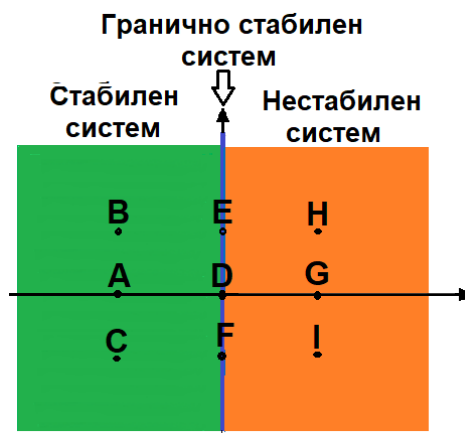 Гранично стабилен
систем
Стабилен
систем
Нестабилен
систем
B
E
H
A
D
G
C
F
I